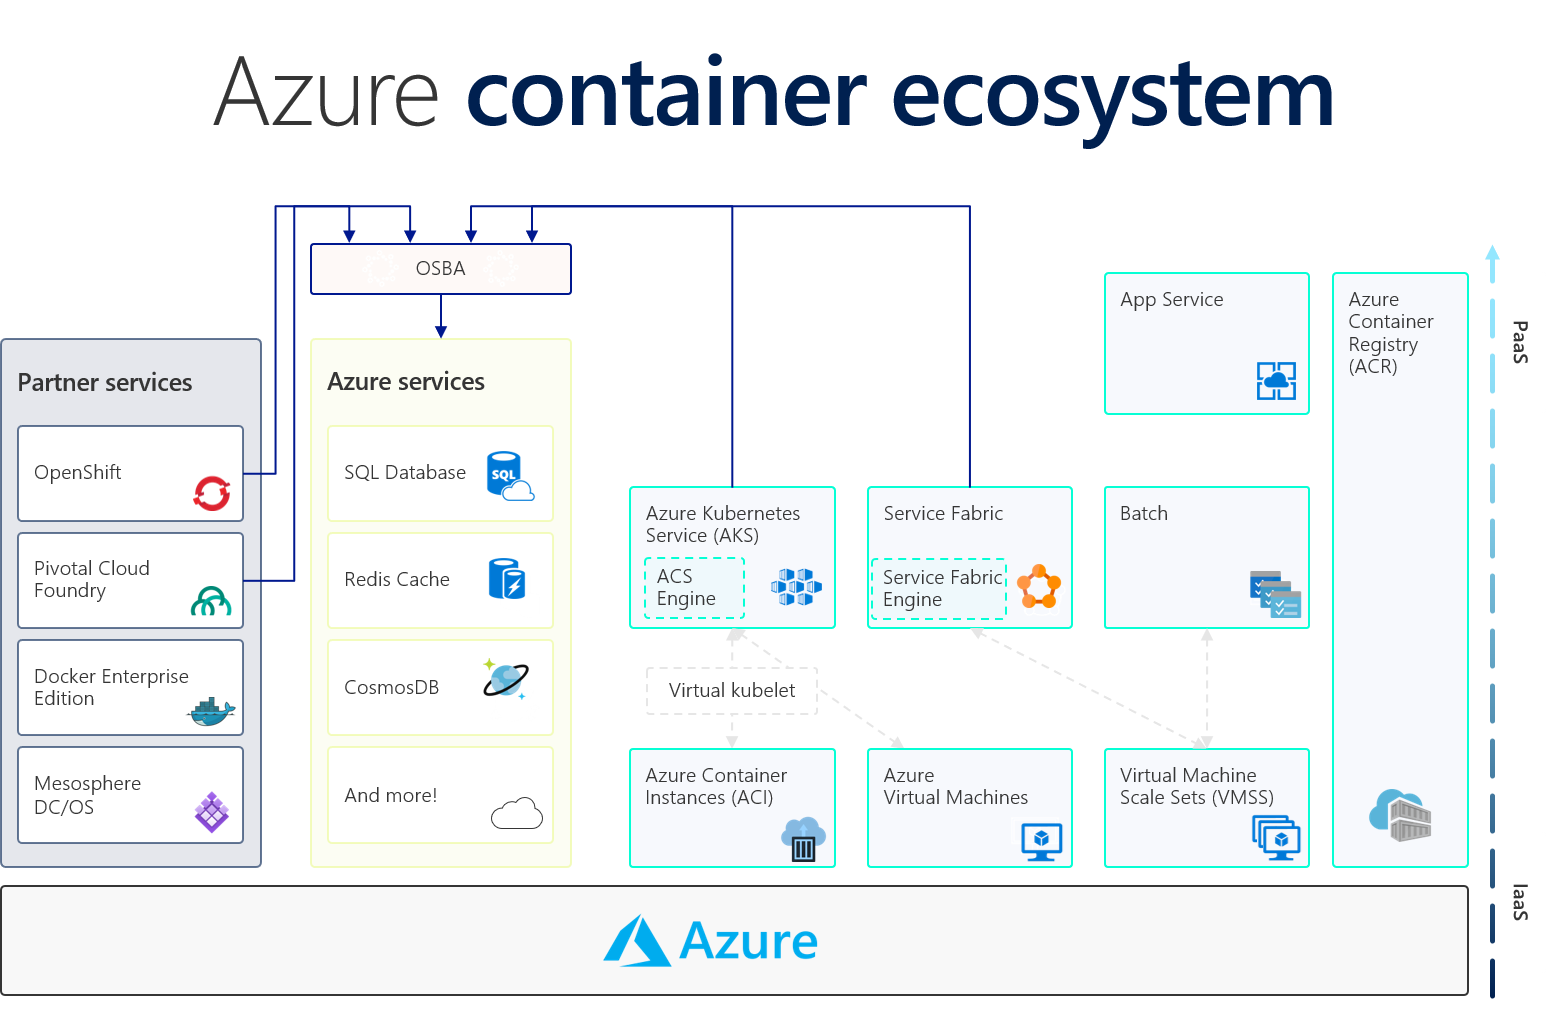 Azure container ecosystem
OSBA
Partner services
OpenShift
Pivotal Cloud
Foundry
Docker Enterprise
Edition
Mesosphere
DC/OS
Azure services
SQL Database
SQL
Redis Cache
CosmosDB
And more!
Azure Kubernetes
Service (AKS)
ACS
Engine
Service Fabric
Service Fabric
Engine
App Service
Batch
Virtual kubelet
Azure Container
Instances (ACI)
Azure
Virtual Machines
Virtual Machine
Scale Sets (VMSS)
Azure
Container
Registry
(ACR)
PaaS
IaaS
Azure